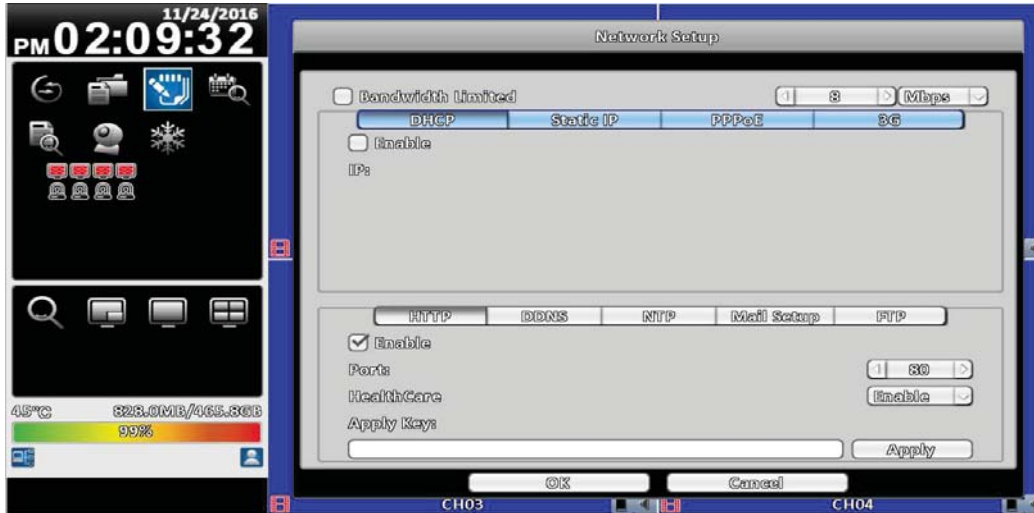 11/24/2016
PM 02:09:32
45°C 828.0MB/465.8GB
99%
Network Setup
Bandwidth Limited 8 Mbps
DHCP Static IP PPPoE 3G
Enable
IP:
HTTP DDNS NTP Mail Setup FTP
Enable
Port: 80
HealthCare Enable
Apply Key:
Apply
OK Cancel
CH03 CH04